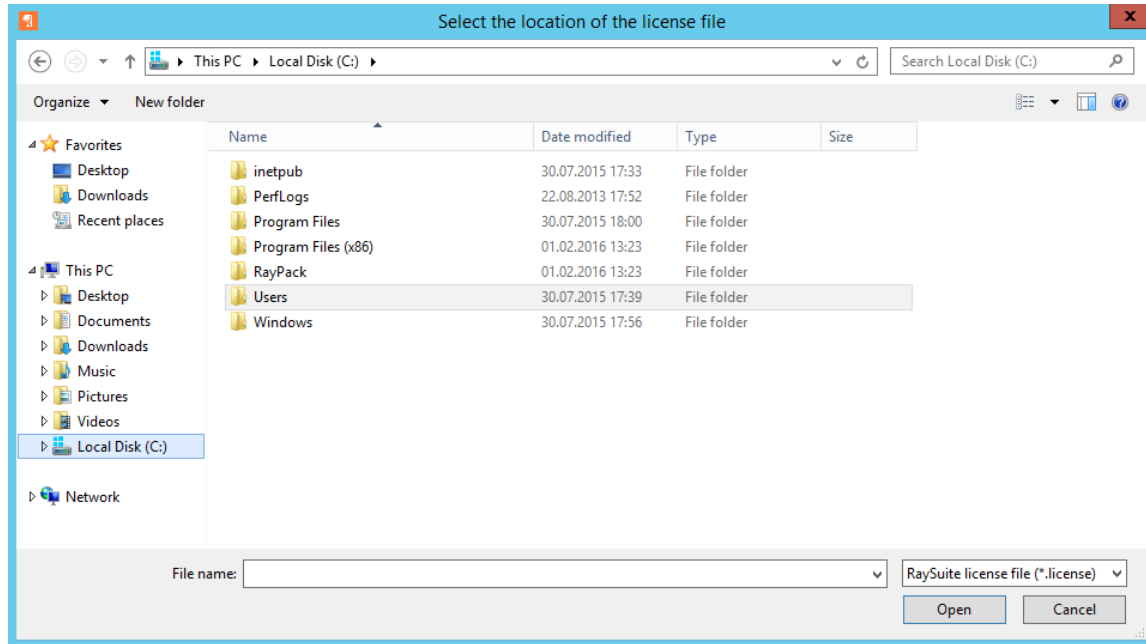 Select the location of the license file
This PC Local Disk (C:)
Search Local Disk (C:)
Organize New folder
Favorites
Desktop
Downloads
Recent places
This PC
Desktop
Documents
Downloads
Music
Pictures
Videos
Local Disk (C:)
Network
Name Date modified Type Size
inetpub 30.07.2015 17:33 File folder
PerfLogs 22.08.2013 17:52 File folder
Program Files 30.07.2015 18:00 File folder
Program Files (x86) 01.02.2016 13:23 File folder
RayPack 01.02.2016 13:23 File folder
Users 30.07.2015 17:39 File folder
Windows 30.07.2015 17:56 File folder
File name: RaySuite license file (*.license)
Open Cancel